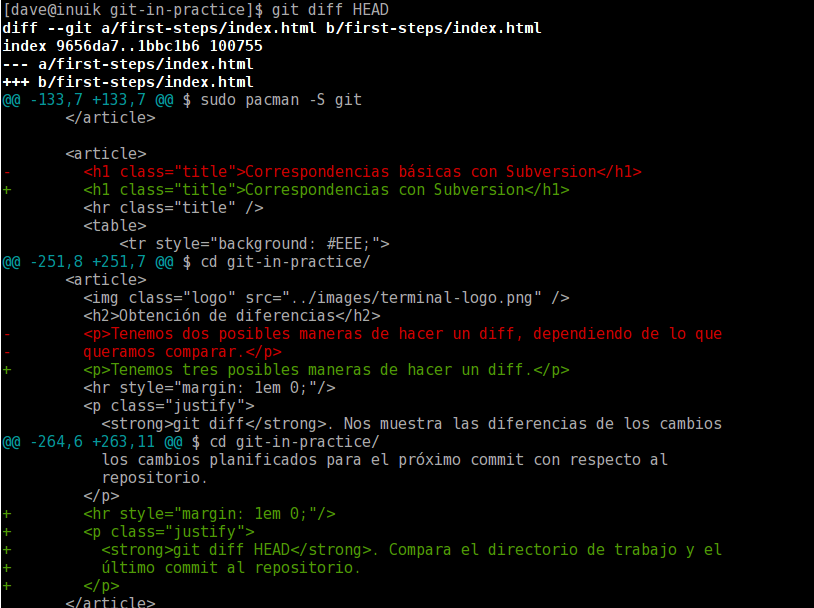 [dave@inuik git-in-practice]$ git diff HEAD
diff --git a/first-steps/index.html b/first-steps/index.html
index 9656da7..1bbc1b6 100755
--- a/first-steps/index.html
+++ b/first-steps/index.html
@@ -133,7 +133,7 @@ $ sudo pacman -S git
       </article>

       <article>
-        <h1 class="title">Correspondencias básicas con Subversion</h1>
+        <h1 class="title">Correspondencias con Subversion</h1>
         <hr class="title" />
         <table>
             <tr style="background: #EEE;">
@@ -251,8 +251,7 @@ $ cd git-in-practice/
       <article>
         <img class="logo" src="../images/terminal-logo.png" />
         <h2>Obtención de diferencias</h2>
-        <p>Tenemos dos posibles maneras de hacer un diff, dependiendo de lo que
-        queramos comparar.</p>
+        <p>Tenemos tres posibles maneras de hacer un diff.</p>
         <hr style="margin: 1em 0;"/>
         <p class="justify">
           <strong>git diff</strong>. Nos muestra las diferencias de los cambios
@@ -264,6 +263,11 @@ $ cd git-in-practice/
           los cambios planificados para el próximo commit con respecto al
           repositorio.
         </p>
+        <hr style="margin: 1em 0;"/>
+        <p class="justify">
+          <strong>git diff HEAD</strong>. Compara el directorio de trabajo y el
+          último commit al repositorio.
+        </p>
       </article>